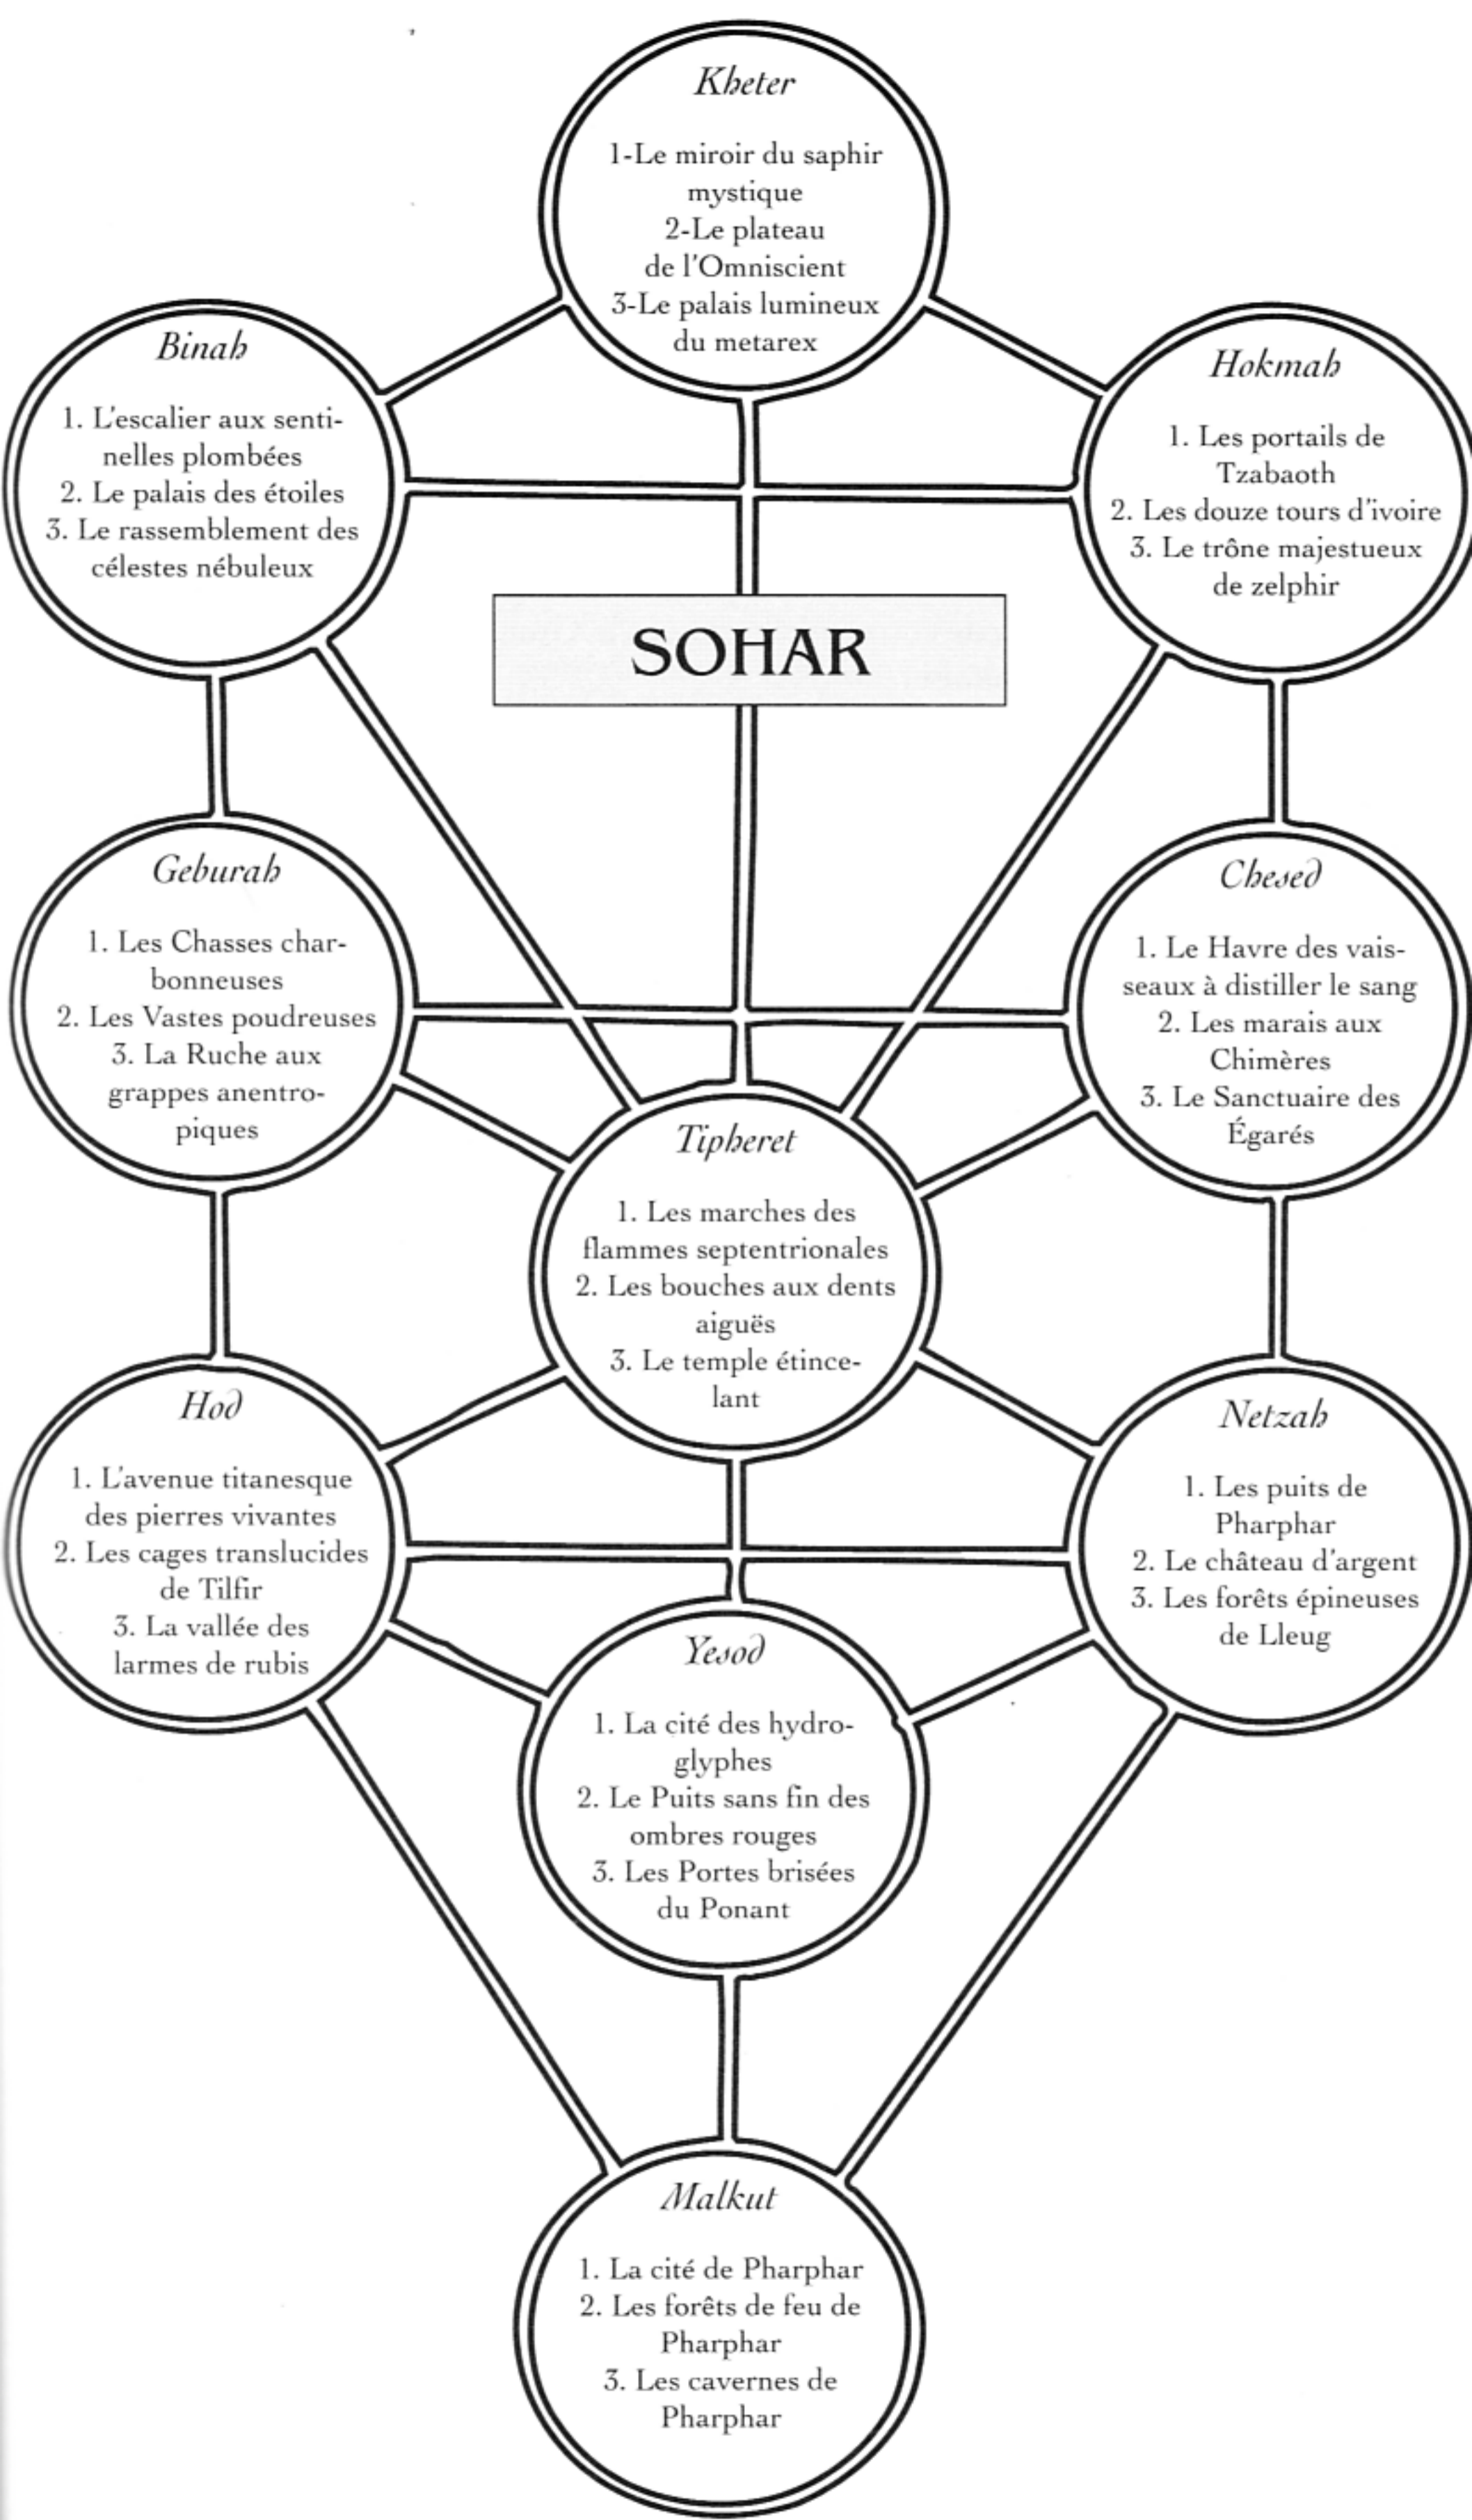 Kheter
1-Le miroir du saphir
mystique
2-Le plateau
de l'Omniscient
3-Le palais lumineux
du metarex
Binah
1. L'escalier aux senti-
nelles plombées
2. Le palais des étoiles
3. Le rassemblement des
célestes nébuleux
Hokmah
1. Les portails de
Tzabaoth
2. Les douze tours d'ivoire
3. Le trône majestueux
de zelphir
SOHAR
Geburah
1. Les Chasses char-
bonneuses
2. Les Vastes poudreuses
3. La Ruche aux
grappes anentro-
piques
Chesed
1. Le Havre des vais-
seaux à distiller le sang
2. Les marais aux
Chimères
3. Le Sanctuaire des
Égarés
Tipheret
1. Les marches des
flammes septentrionales
2. Les bouches aux dents
aiguës
3. Le temple étince-
lant
Hod
1. L'avenue titanesque
des pierres vivantes
2. Les cages translucides
de Tilfir
3. La vallée des
larmes de rubis
Netzah
1. Les puits de
Pharphar
2. Le château d'argent
3. Les forêts épineuses
de Lleug
Yesod
1. La cité des hydro-
glyphes
2. Le Puits sans fin des
ombres rouges
3. Les Portes brisées
du Ponant
Malkut
1. La cité de Pharphar
2. Les forêts de feu de
Pharphar
3. Les cavernes de
Pharphar